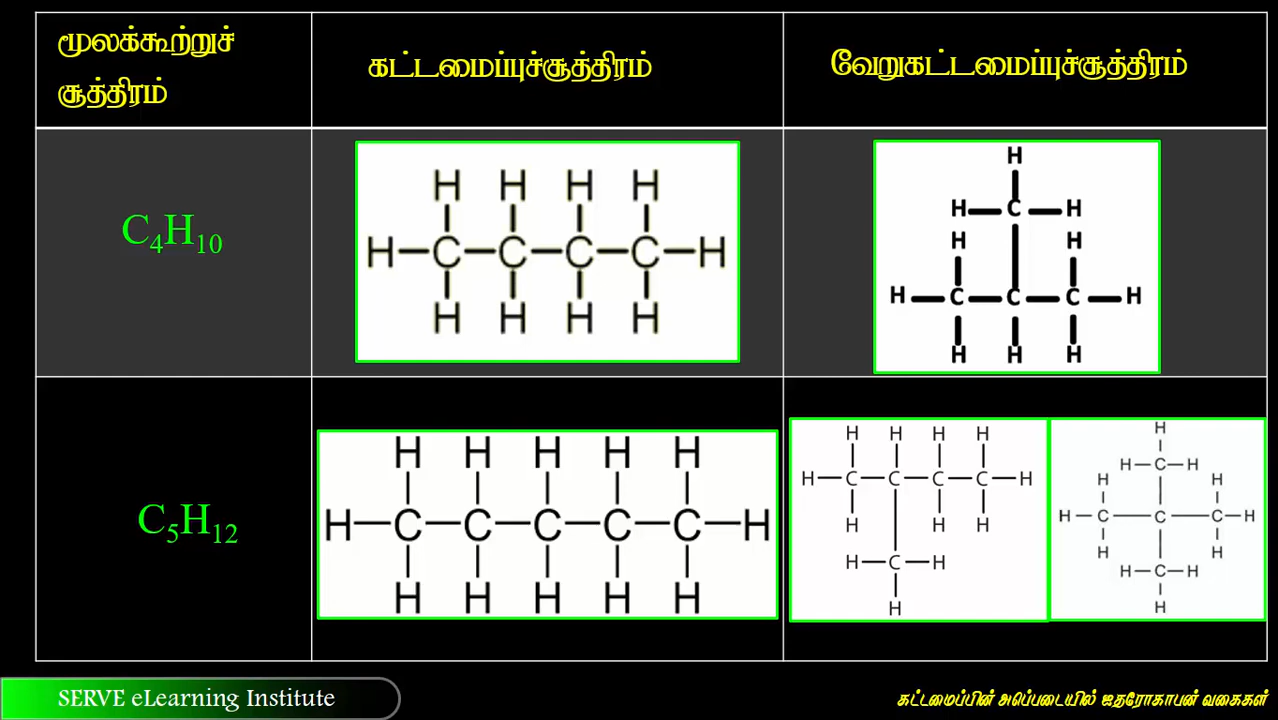 மூலக்கூற்றுச்
சூத்திரம்
கட்டமைப்புச்சூத்திரம்
வேறுகட்டமைப்புச்சூத்திரம்
C₄H₁₀
H H H H
H C C C C H
H H H H
H
H C H
H H
H C C C H
H H H
C₅H₁₂
H H H H H
H C C C C C H
H H H H H
H H H H
H C C C C H
H H H
H C H
H
H
H C H
H H
H C C C H
H H
H C H
H
SERVE eLearning Institute
கட்டமைப்பின் அடிப்படையில் ஐதரோகாபன் வகைகள்